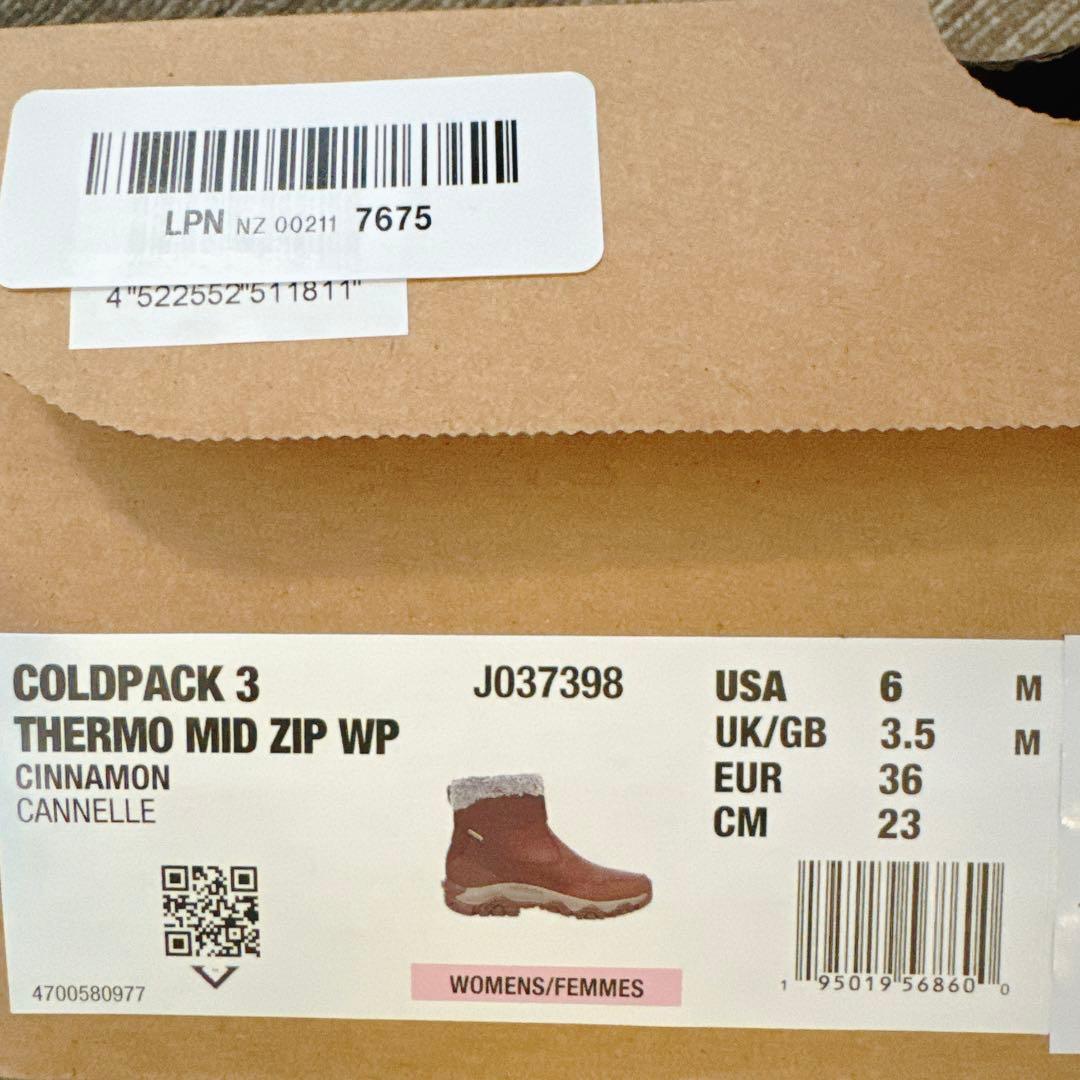 LPN NZ 00211 7675
4"522552"511811"
COLDPACK 3
THERMO MID ZIP WP
CINNAMON
CANNELLE
J037398
USA 6 M
UK/GB 3.5 M
EUR 36
CM 23
4700580977
WOMENS/FEMMES
1 95019 56860 0